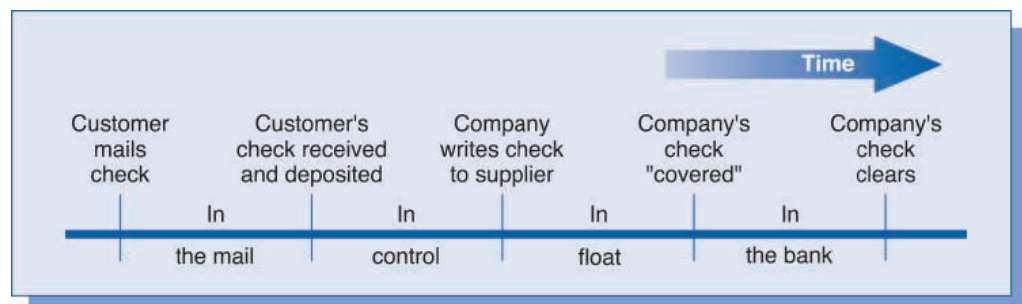 Time
Customer
mails
check
Customer's
check received
and deposited
Company
writes check
to supplier
Company's
check
"covered"
Company's
check
clears
In
the mail
In
control
In
float
In
the bank